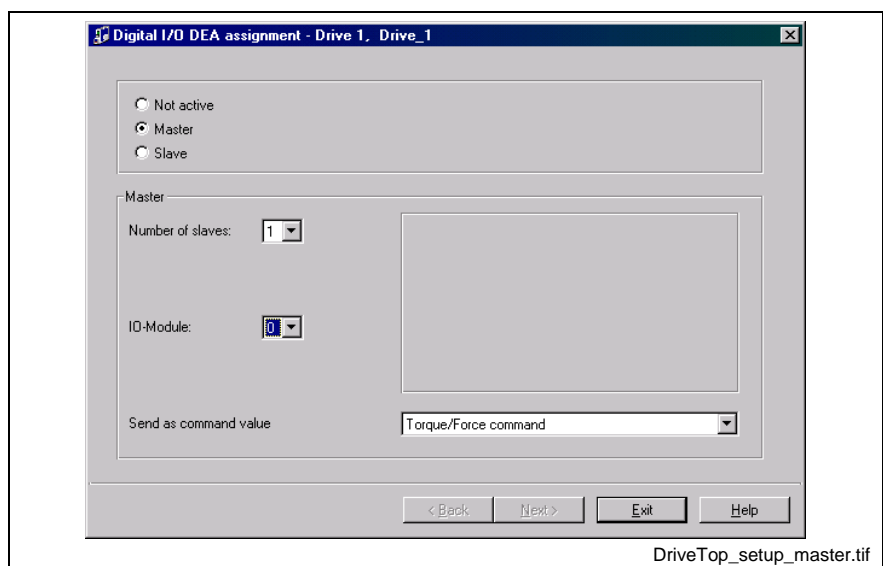 Digital I/O DEA assignment - Drive 1, Drive_1
Not active
Master
Slave
Master
Number of slaves: 1
IO-Module: 0
Send as command value Torque/Force command
< Back Next > Exit Help
DriveTop_setup_master.tif